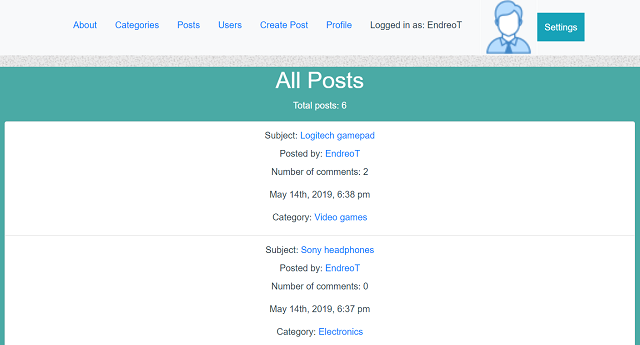 About Categories Posts Users Create Post Profile Logged in as: EndreoT Settings
All Posts
Total posts: 6
Subject: Logitech gamepad
Posted by: EndreoT
Number of comments: 2
May 14th, 2019, 6:38 pm
Category: Video games
Subject: Sony headphones
Posted by: EndreoT
Number of comments: 0
May 14th, 2019, 6:37 pm
Category: Electronics